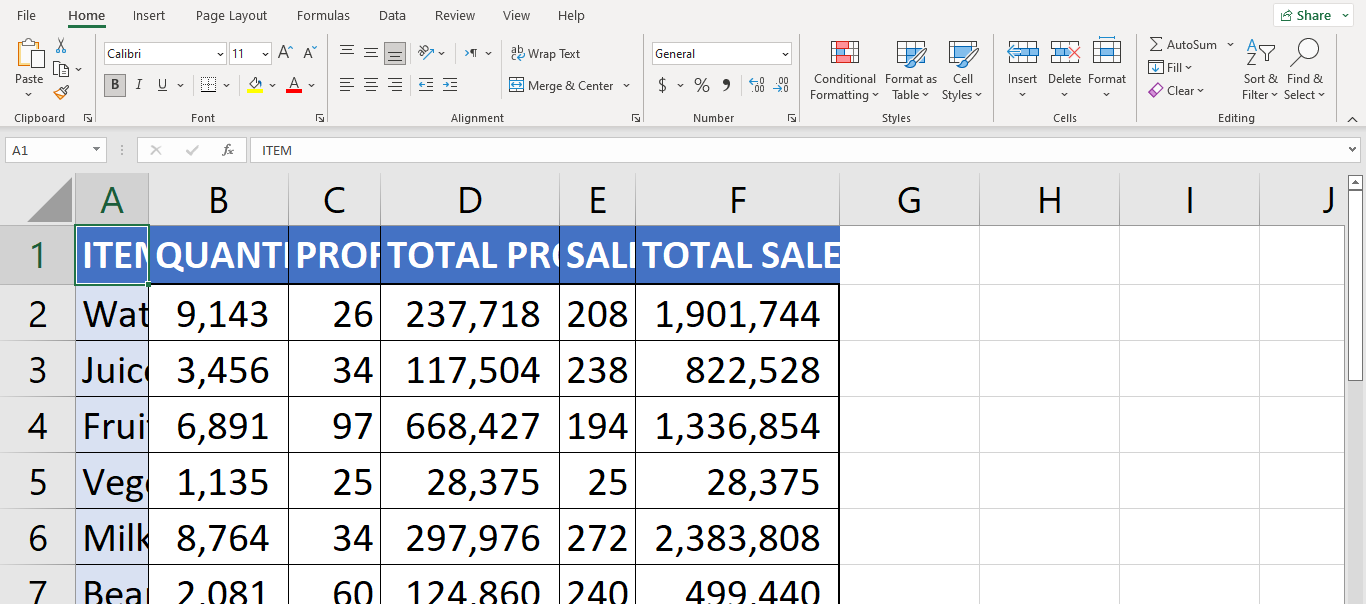 File Home Insert Page Layout Formulas Data Review View Help Share
Calibri 11 A A Wrap Text General AutoSum
Paste B I U A Merge & Center $ % Conditional Formatting Format as Table Cell Styles Insert Delete Format Fill Clear Sort & Filter Find & Select
Clipboard Font Alignment Number Styles Cells Editing
A1 fx ITEM
A B C D E F G H I J
1 ITEM QUANTI PROF TOTAL PRO SALE TOTAL SALE
2 Wat 9,143 26 237,718 208 1,901,744
3 Juice 3,456 34 117,504 238 822,528
4 Fruit 6,891 97 668,427 194 1,336,854
5 Vege 1,135 25 28,375 25 28,375
6 Milk 8,764 34 297,976 272 2,383,808
7 Bea 2,081 60 124,860 240 499,440